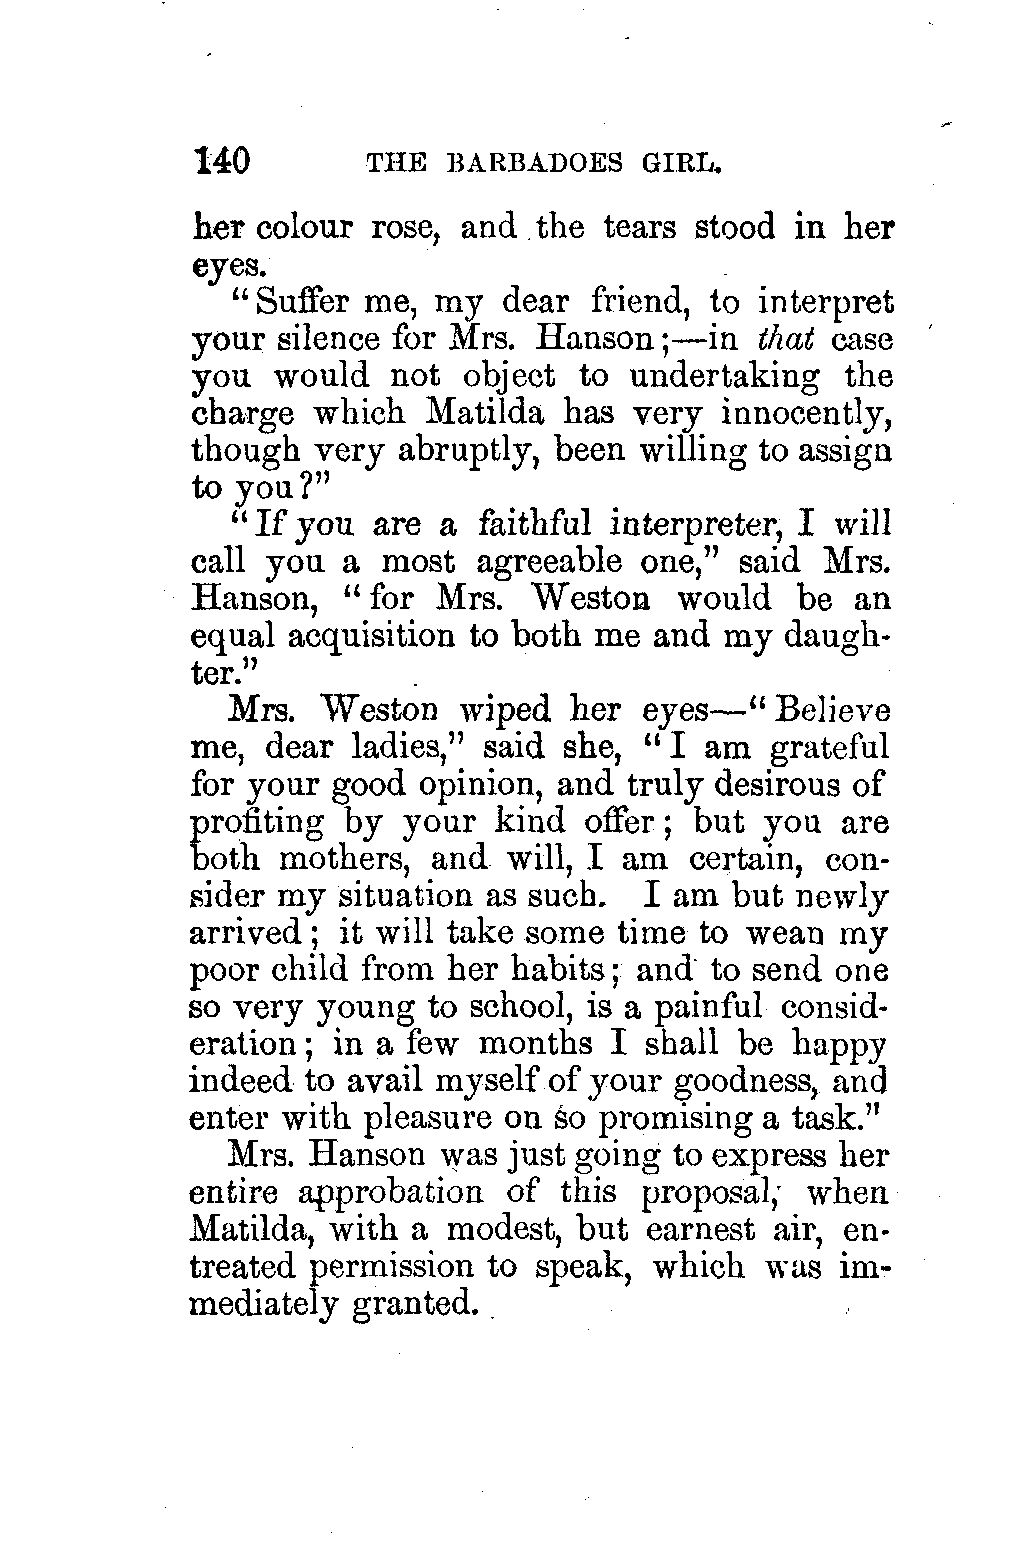 140 THE BARBADOES GIRL.
her colour rose, and the tears stood in her
eyes.
"Suffer me, my dear friend, to interpret
your silence for Mrs. Hanson;—in that case
you would not object to undertaking the
charge which Matilda has very innocently,
though very abruptly, been willing to assign
to you?"
"If you are a faithful interpreter, I will
call you a most agreeable one," said Mrs.
Hanson, "for Mrs. Weston would be an
equal acquisition to both me and my daugh-
ter."
Mrs. Weston wiped her eyes—"Believe
me, dear ladies," said she, "I am grateful
for your good opinion, and truly desirous of
profiting by your kind offer; but you are
both mothers, and will, I am certain, con-
sider my situation as such. I am but newly
arrived; it will take some time to wean my
poor child from her habits; and to send one
so very young to school, is a painful consid-
eration; in a few months I shall be happy
indeed to avail myself of your goodness, and
enter with pleasure on so promising a task."
Mrs. Hanson was just going to express her
entire approbation of this proposal, when
Matilda, with a modest, but earnest air, en-
treated permission to speak, which was im-
mediately granted.